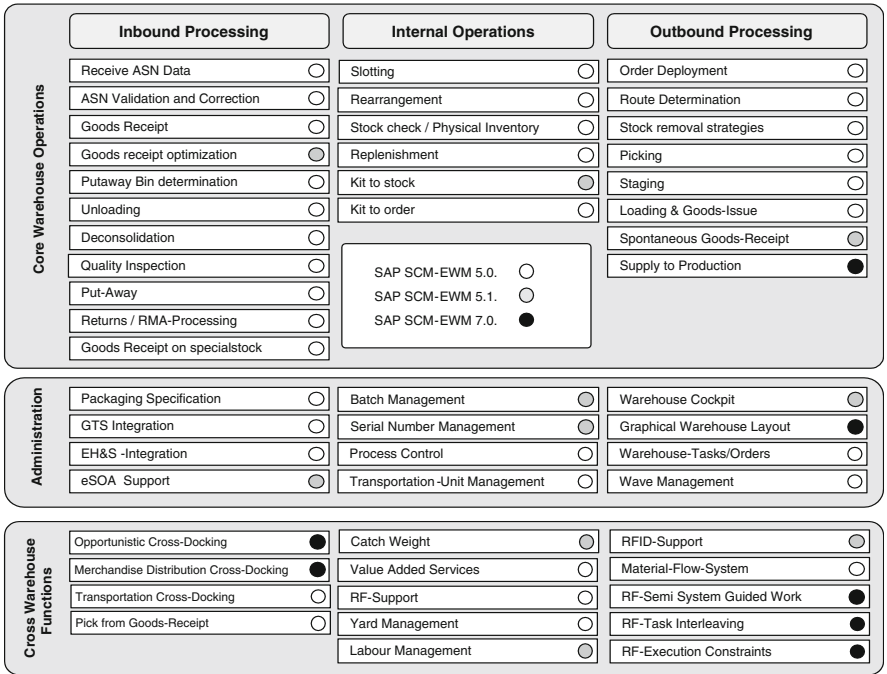 Inbound Processing
Internal Operations
Outbound Processing
Core Warehouse Operations
Receive ASN Data
ASN Validation and Correction
Goods Receipt
Goods receipt optimization
Putaway Bin determination
Unloading
Deconsolidation
Quality Inspection
Put-Away
Returns / RMA-Processing
Goods Receipt on specialstock
Slotting
Rearrangement
Stock check / Physical Inventory
Replenishment
Kit to stock
Kit to order
SAP SCM-EWM 5.0.
SAP SCM-EWM 5.1.
SAP SCM-EWM 7.0.
Order Deployment
Route Determination
Stock removal strategies
Picking
Staging
Loading & Goods-Issue
Spontaneous Goods-Receipt
Supply to Production
Administration
Packaging Specification
GTS Integration
EH&S -Integration
eSOA Support
Batch Management
Serial Number Management
Process Control
Transportation-Unit Management
Warehouse Cockpit
Graphical Warehouse Layout
Warehouse-Tasks/Orders
Wave Management
Cross Warehouse
Functions
Opportunistic Cross-Docking
Merchandise Distribution Cross-Docking
Transportation Cross-Docking
Pick from Goods-Receipt
Catch Weight
Value Added Services
RF-Support
Yard Management
Labour Management
RFID-Support
Material-Flow-System
RF-Semi System Guided Work
RF-Task Interleaving
RF-Execution Constraints